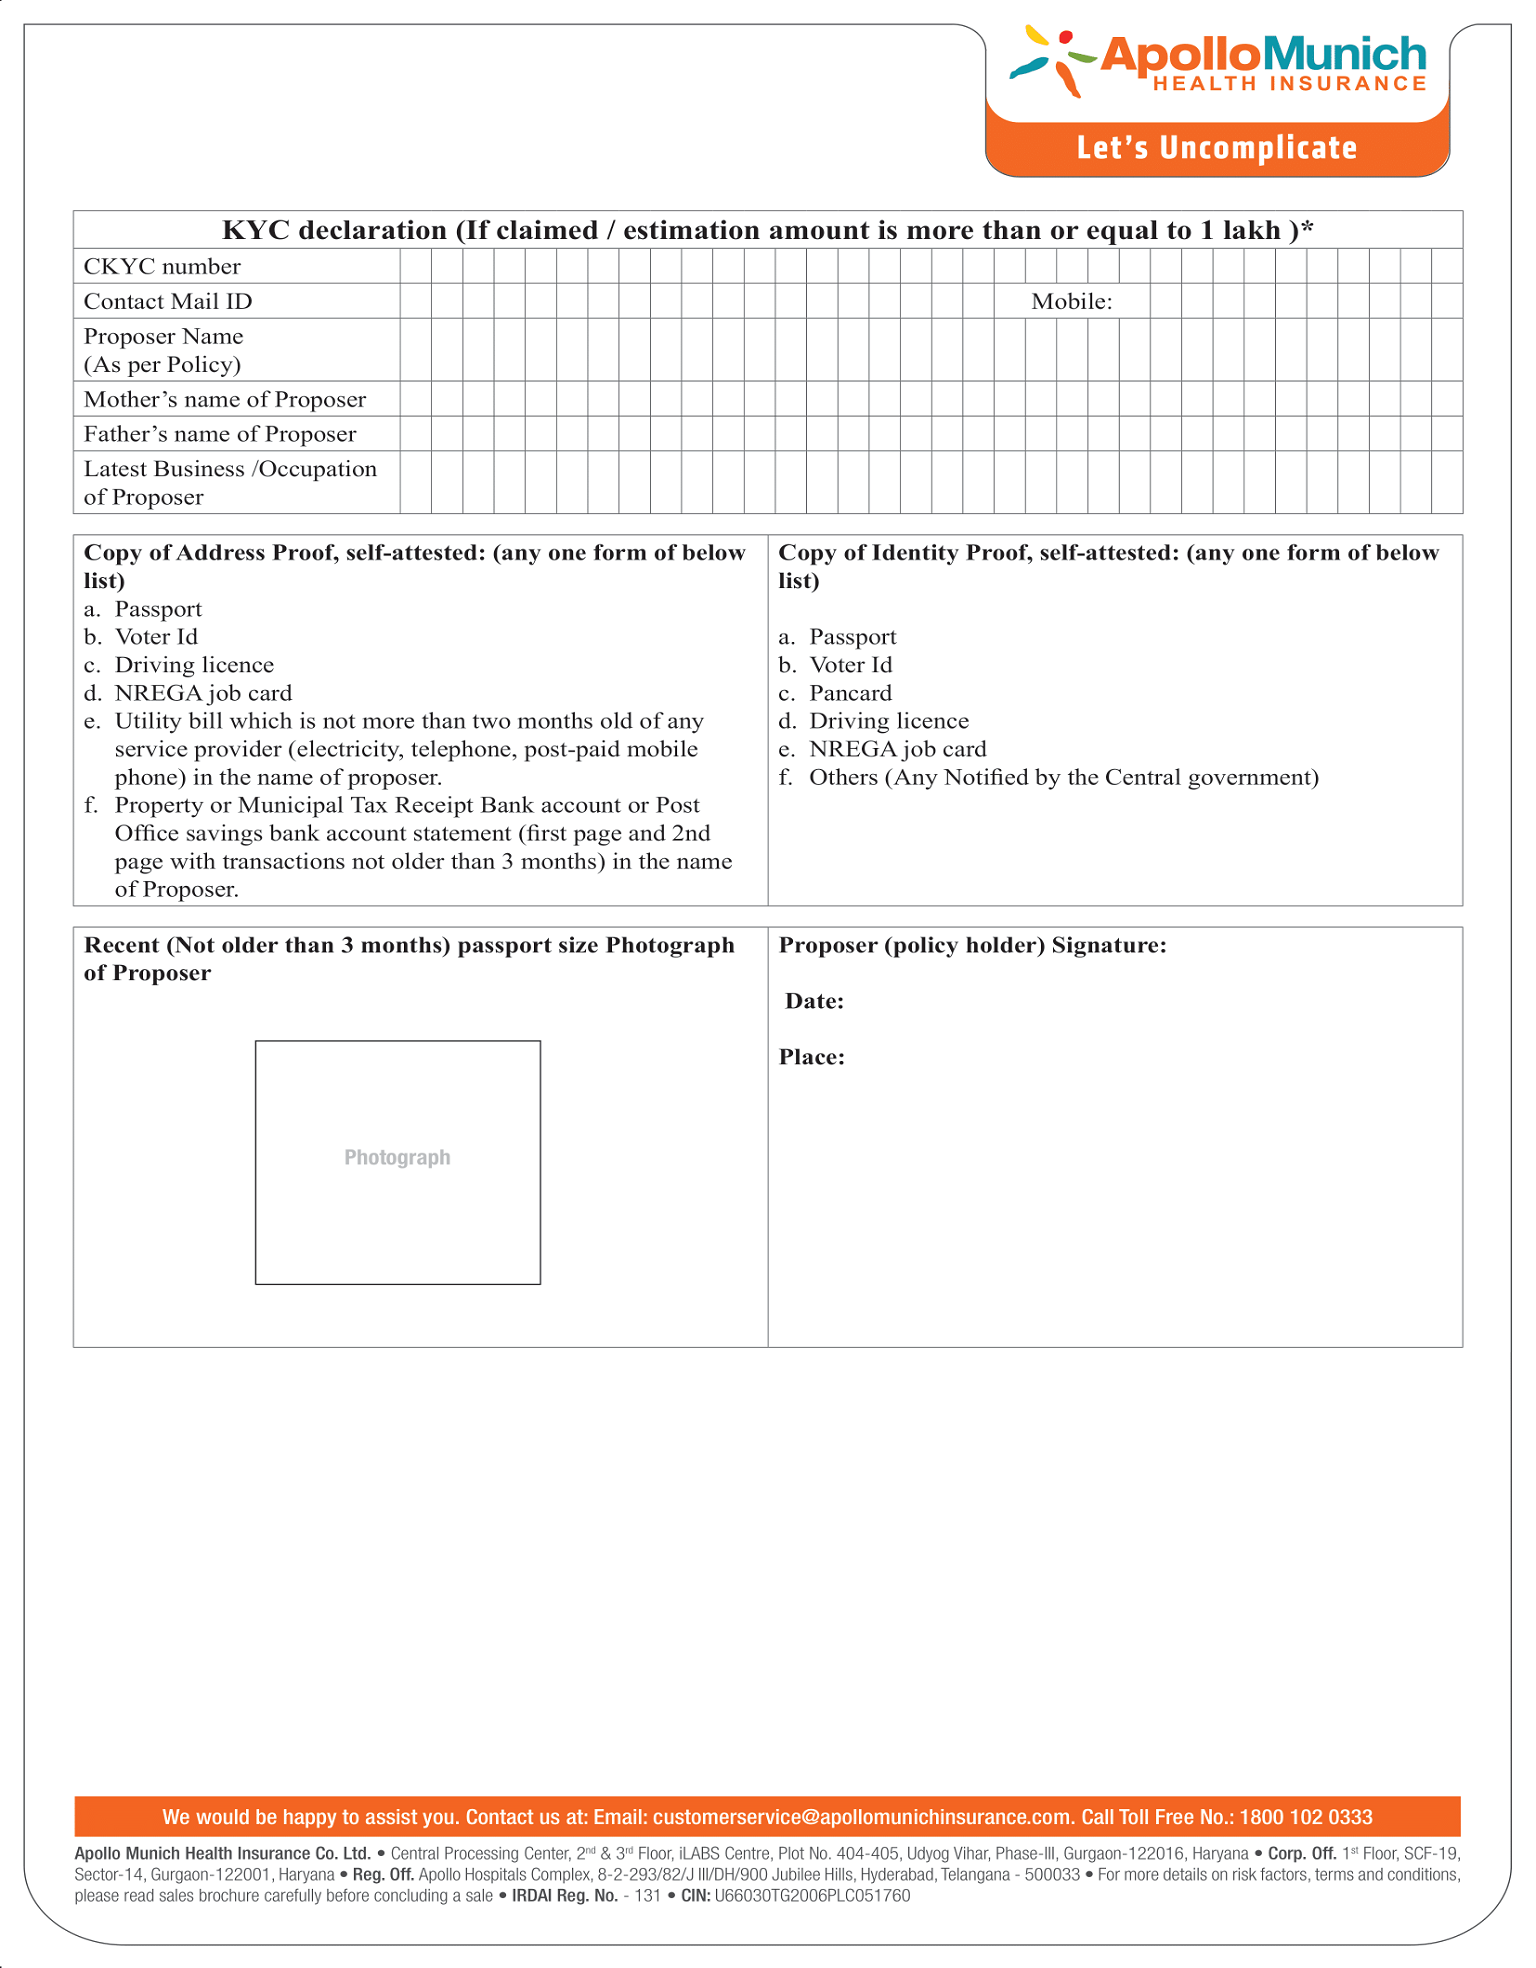 ApolloMunich
HEALTH INSURANCE
Let's Uncomplicate
KYC declaration (If claimed / estimation amount is more than or equal to 1 lakh )*
CKYC number
Contact Mail ID
Mobile:
Proposer Name
(As per Policy)
Mother's name of Proposer
Father's name of Proposer
Latest Business /Occupation
of Proposer
Copy of Address Proof, self-attested: (any one form of below
list)
a. Passport
b. Voter Id
c. Driving licence
d. NREGA job card
e. Utility bill which is not more than two months old of any
service provider (electricity, telephone, post-paid mobile
phone) in the name of proposer.
f. Property or Municipal Tax Receipt Bank account or Post
Office savings bank account statement (first page and 2nd
page with transactions not older than 3 months) in the name
of Proposer.
Copy of Identity Proof, self-attested: (any one form of below
list)
a. Passport
b. Voter Id
c. Pancard
d. Driving licence
e. NREGA job card
f. Others (Any Notified by the Central government)
Recent (Not older than 3 months) passport size Photograph
of Proposer
Photograph
Proposer (policy holder) Signature:
Date:
Place:
We would be happy to assist you. Contact us at: Email: customerservice@apollomunichinsurance.com. Call Toll Free No.: 1800 102 0333
Apollo Munich Health Insurance Co. Ltd. • Central Processing Center, 2nd & 3rd Floor, iLABS Centre, Plot No. 404-405, Udyog Vihar, Phase-III, Gurgaon-122016, Haryana • Corp. Off. 1st Floor, SCF-19,
Sector-14, Gurgaon-122001, Haryana • Reg. Off. Apollo Hospitals Complex, 8-2-293/82/J III/DH/900 Jubilee Hills, Hyderabad, Telangana - 500033 • For more details on risk factors, terms and conditions,
please read sales brochure carefully before concluding a sale • IRDAI Reg. No. - 131 • CIN: U66030TG2006PLC051760